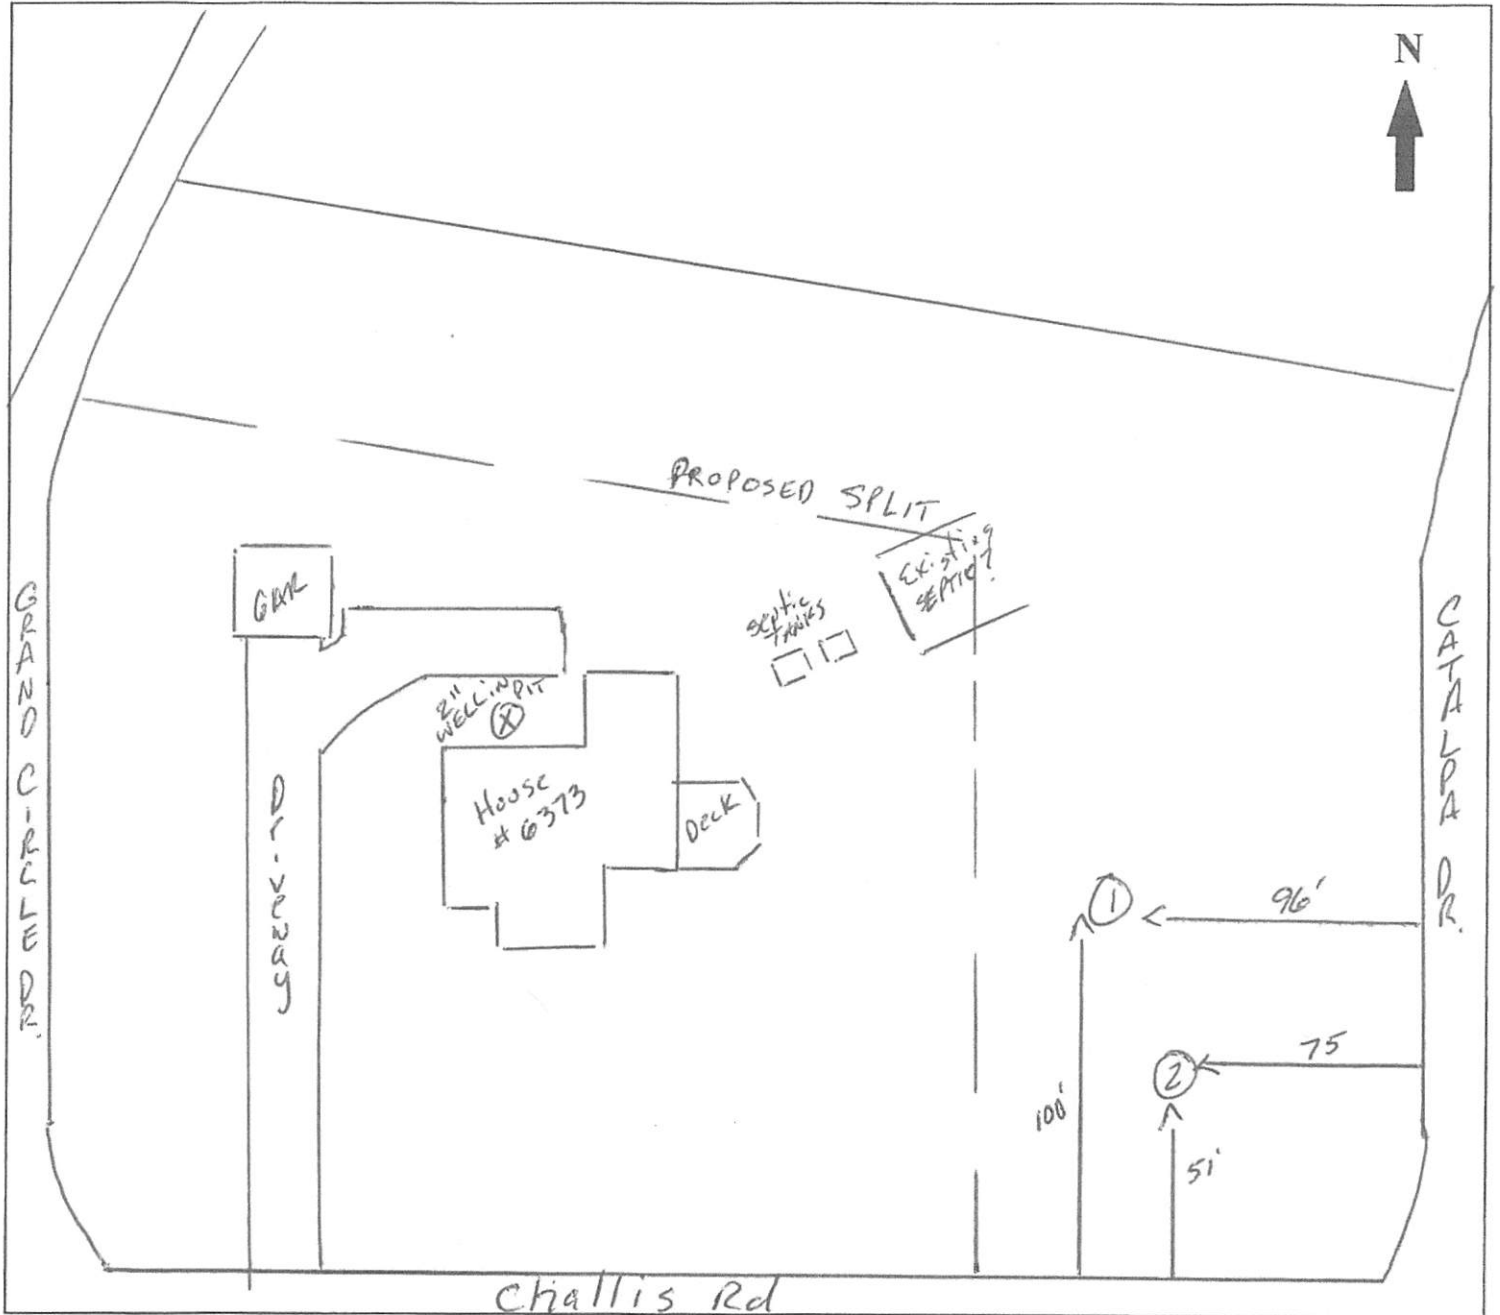 N
PROPOSED SPLIT
Existing
SEPTIC?
septic
TANKS
GAR
2"
WELL iN PIT
X
House
# 6373
Deck
Driveway
GRAND CiRCLE DR.
CATALPA DR.
1
96'
2
75
100'
51'
Challis Rd